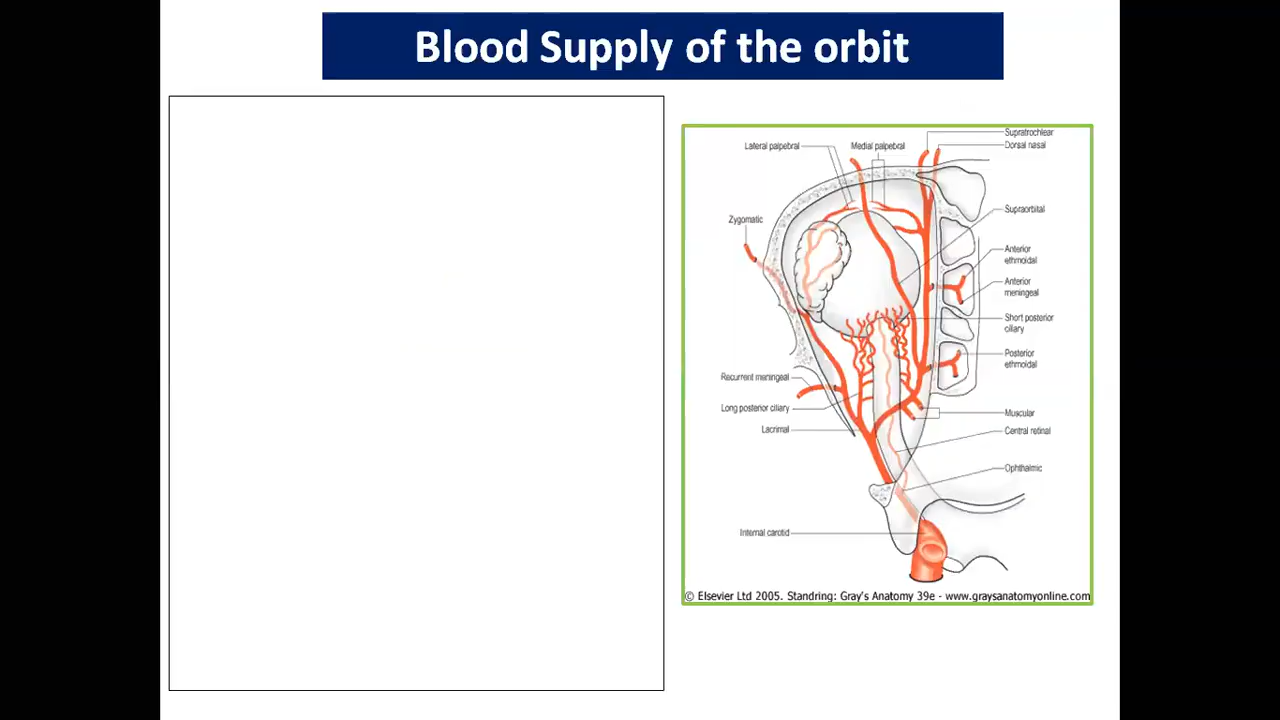 Blood Supply of the orbit
Supratrochlear
Lateral palpebral
Medial palpebral
Dorsal nasal
Supraorbital
Zygomatic
Anterior
ethmoidal
Anterior
meningeal
Short posterior
ciliary
Posterior
ethmoidal
Recurrent meningeal
Long posterior ciliary
Muscular
Lacrimal
Central retinal
Ophthalmic
Internal carotid
© Elsevier Ltd 2005. Standring: Gray's Anatomy 39e - www.graysanatomyonline.com